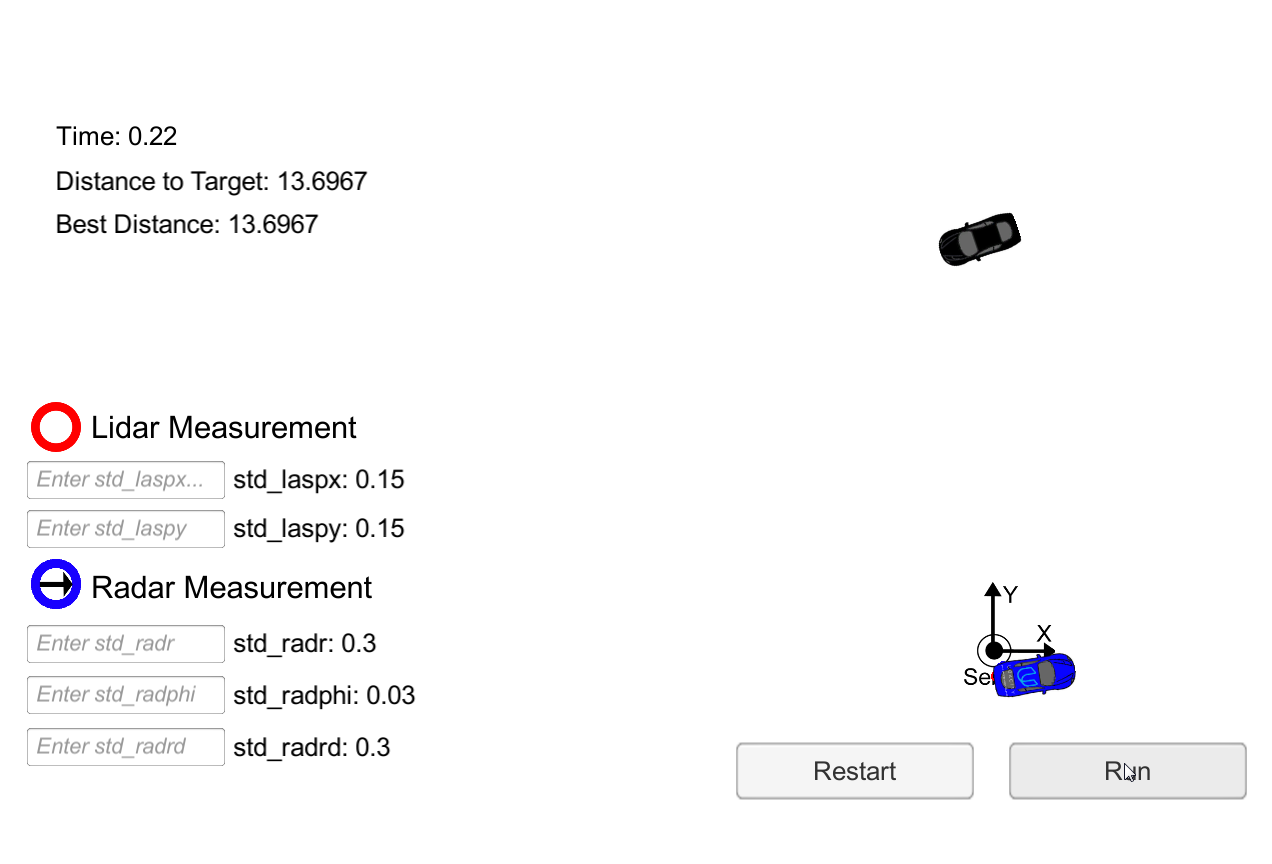 Time: 0.22
Distance to Target: 13.6967
Best Distance: 13.6967
Lidar Measurement
Enter std_laspx... std_laspx: 0.15
Enter std_laspy std_laspy: 0.15
Radar Measurement
Enter std_radr std_radr: 0.3
Enter std_radphi std_radphi: 0.03
Enter std_radrd std_radrd: 0.3
Y
X
Restart Run